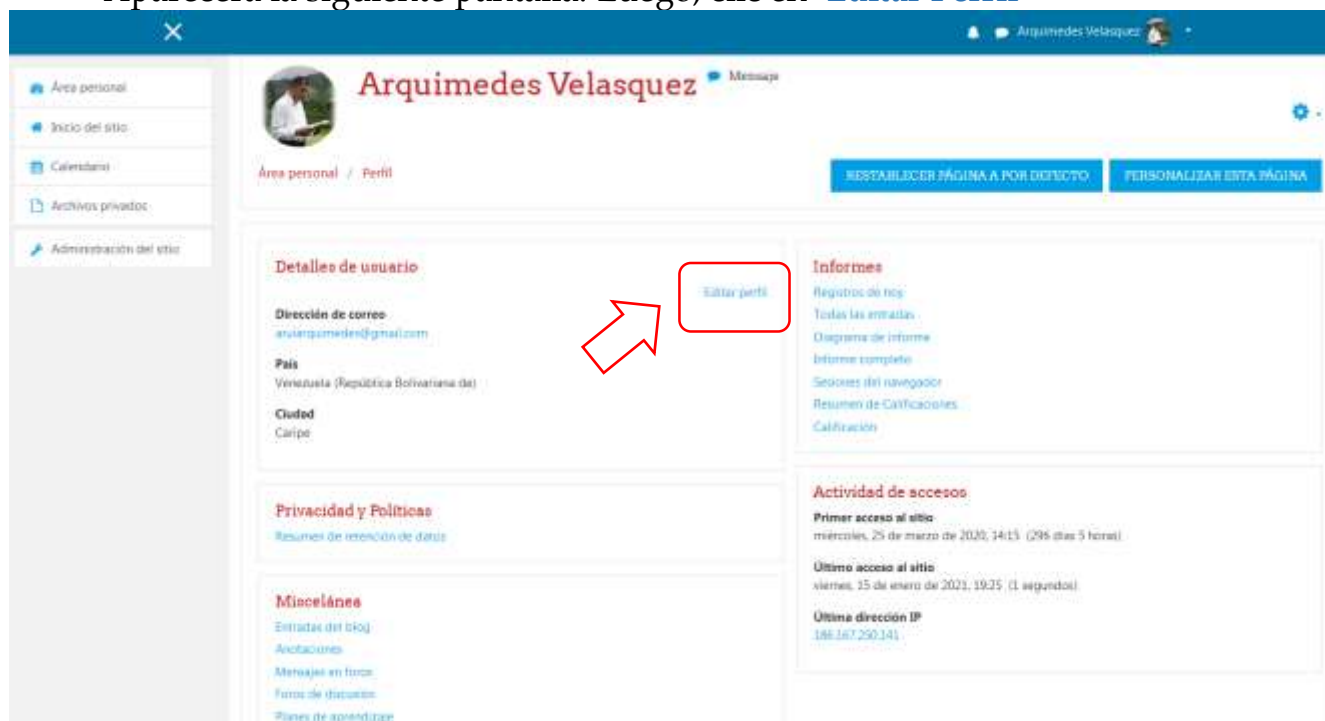 Aparecerá la siguiente pantalla. Luego, clic en "Editar Perfil"
Arquimedes Velasquez
Arquimedes Velasquez Mensaje
Área personal
Inicio del sitio
Calendario
Archivos privados
Administración del sitio
Área personal / Perfil
RESTABLECER PÁGINA A POR DEFECTO
PERSONALIZAR ESTA PÁGINA
Detalles de usuario
Editar perfil
Dirección de correo
País
Venezuela (República Bolivariana de)
Ciudad
Caripe
Privacidad y Políticas
Resumen de retención de datos
Miscelánea
Entradas del blog
Anotaciones
Mensajes en foros
Foros de discusión
Planes de aprendizaje
Informes
Registros de hoy
Todas las entradas
Diagrama de informe
Informe completo
Sesiones del navegador
Resumen de Calificaciones
Calificación
Actividad de accesos
Primer acceso al sitio
miércoles, 25 de marzo de 2020, 14:15 (296 días 5 horas)
Último acceso al sitio
viernes, 15 de enero de 2021, 19:25 (1 segundos)
Última dirección IP
186.167.250.141